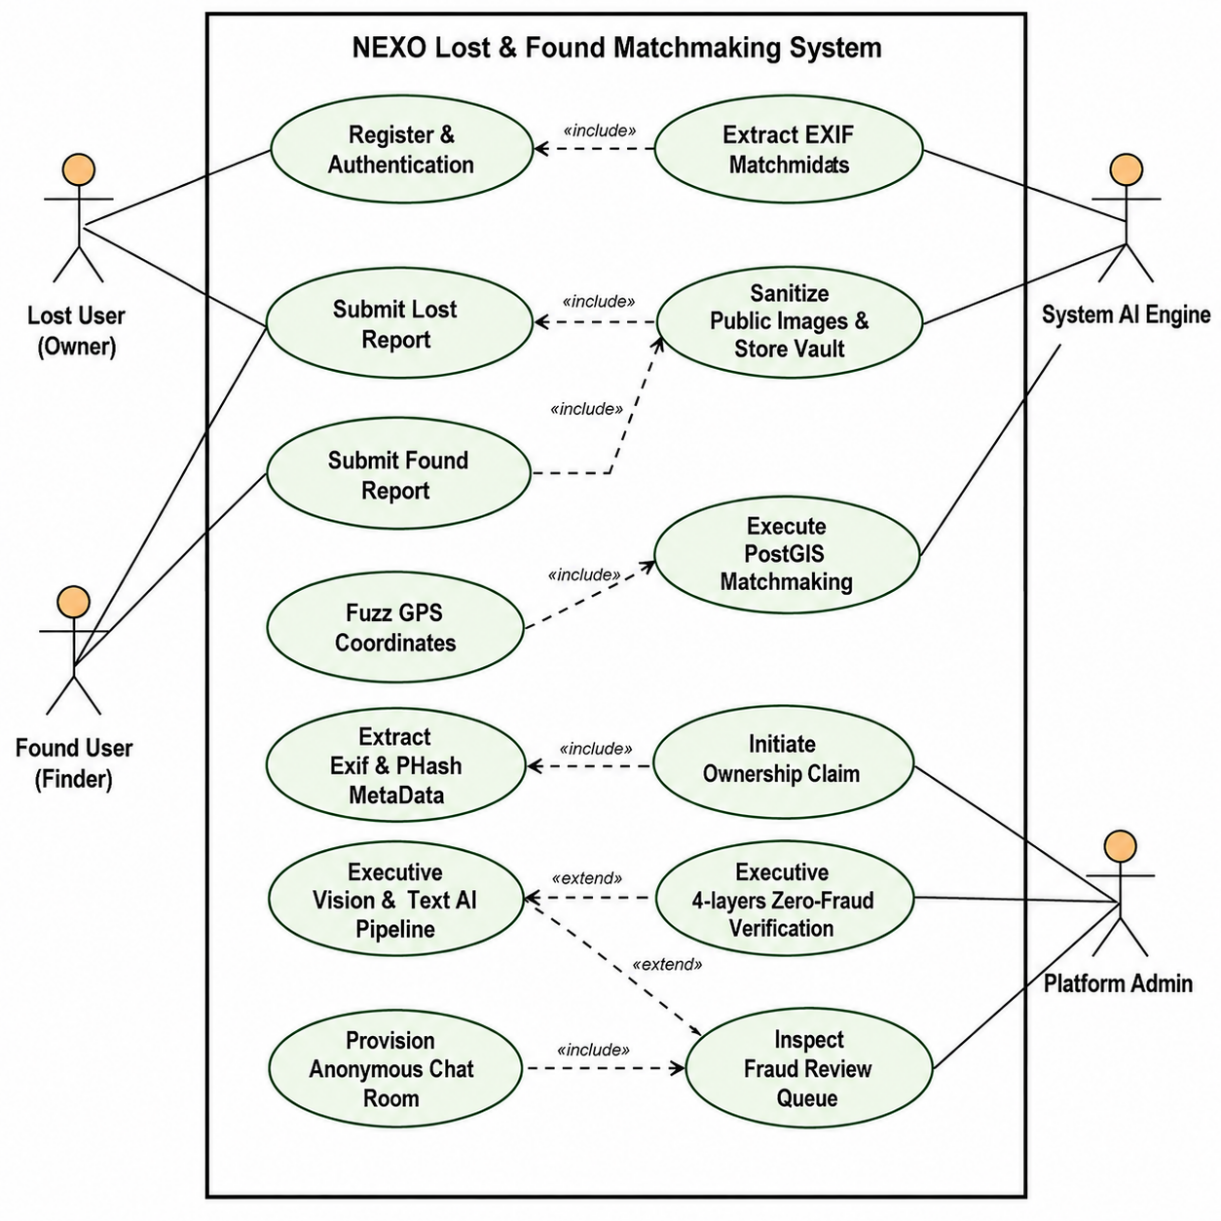 NEXO Lost & Found Matchmaking System
Register &
Authentication
«include»
Extract EXIF
Matchmidats
Lost User
(Owner)
Submit Lost
Report
«include»
Sanitize
Public Images &
Store Vault
System AI Engine
«include»
Submit Found
Report
Execute
PostGIS
Matchmaking
«include»
Fuzz GPS
Coordinates
Found User
(Finder)
Extract
Exif & PHash
MetaData
«include»
Initiate
Ownership Claim
Executive
Vision & Text AI
Pipeline
«extend»
Executive
4-layers Zero-Fraud
Verification
«extend»
Platform Admin
Provision
Anonymous Chat
Room
«include»
Inspect
Fraud Review
Queue